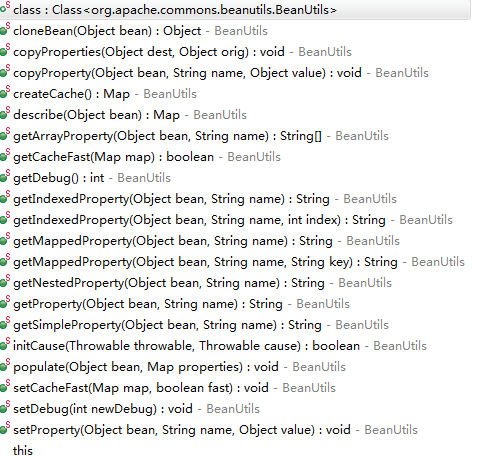 class : Class<org.apache.commons.beanutils.BeanUtils>
cloneBean(Object bean) : Object - BeanUtils
copyProperties(Object dest, Object orig) : void - BeanUtils
copyProperty(Object bean, String name, Object value) : void - BeanUtils
createCache() : Map - BeanUtils
describe(Object bean) : Map - BeanUtils
getArrayProperty(Object bean, String name) : String[] - BeanUtils
getCacheFast(Map map) : boolean - BeanUtils
getDebug() : int - BeanUtils
getIndexedProperty(Object bean, String name) : String - BeanUtils
getIndexedProperty(Object bean, String name, int index) : String - BeanUtils
getMappedProperty(Object bean, String name) : String - BeanUtils
getMappedProperty(Object bean, String name, String key) : String - BeanUtils
getNestedProperty(Object bean, String name) : String - BeanUtils
getProperty(Object bean, String name) : String - BeanUtils
getSimpleProperty(Object bean, String name) : String - BeanUtils
initCause(Throwable throwable, Throwable cause) : boolean - BeanUtils
populate(Object bean, Map properties) : void - BeanUtils
setCacheFast(Map map, boolean fast) : void - BeanUtils
setDebug(int newDebug) : void - BeanUtils
setProperty(Object bean, String name, Object value) : void - BeanUtils
this